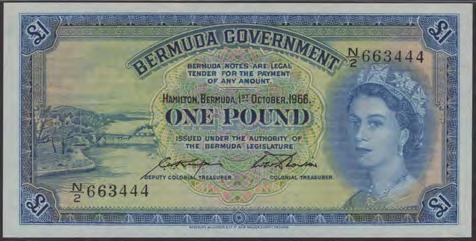 £1
£1
BERMUDA GOVERNMENT
N/2 663444
BERMUDA NOTES ARE LEGAL
TENDER FOR THE PAYMENT
OF ANY AMOUNT.
HAMILTON, BERMUDA, 1ST OCTOBER, 1966.
ONE POUND
ISSUED UNDER THE AUTHORITY OF
THE BERMUDA LEGISLATURE
N/2 663444
DEPUTY COLONIAL TREASURER. COLONIAL TREASURER.
£1
£1